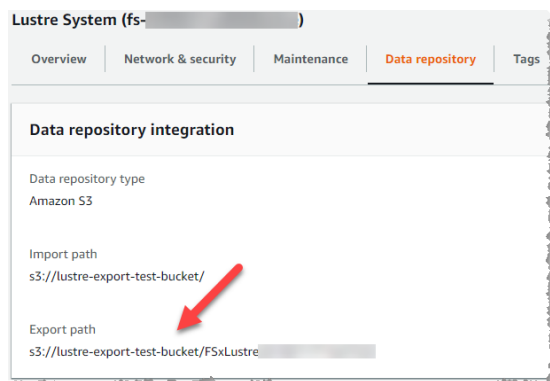 Lustre System (fs-)
Overview
Network & security
Maintenance
Data repository
Tags
Data repository integration
Data repository type
Amazon S3
Import path
s3://lustre-export-test-bucket/
Export path
s3://lustre-export-test-bucket/FSxLustre